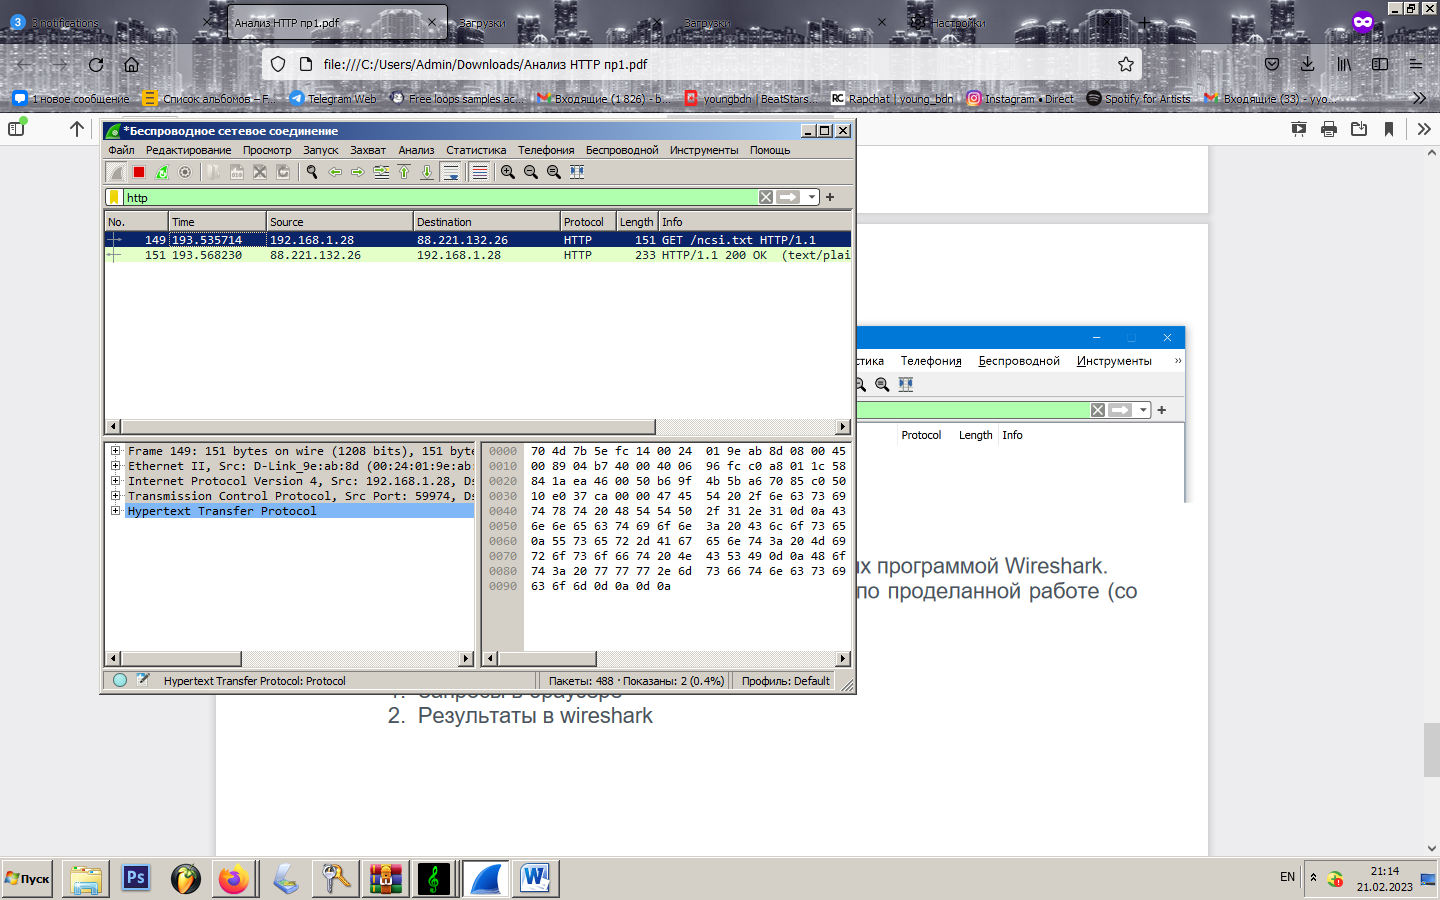 3 3 notifications
Анализ HTTP пр1.pdf
Загрузки
Загрузки
Настройки
file:///C:/Users/Admin/Downloads/Анализ HTTP пр1.pdf
1 новое сообщение
Список альбомов – F...
Telegram Web
Free loops samples ac...
Входящие (1 826) - b...
youngbdn | BeatStars...
RC Rapchat | young_bdn
Instagram • Direct
Spotify for Artists
Входящие (33) - yyo...
*Беспроводное сетевое соединение
Файл Редактирование Просмотр Запуск Захват Анализ Статистика Телефония Беспроводной Инструменты Помощь
http
No. Time Source Destination Protocol Length Info
149 193.535714 192.168.1.28 88.221.132.26 HTTP 151 GET /ncsi.txt HTTP/1.1
151 193.568230 88.221.132.26 192.168.1.28 HTTP 233 HTTP/1.1 200 OK (text/plai
Frame 149: 151 bytes on wire (1208 bits), 151 byte
Ethernet II, Src: D-Link_9e:ab:8d (00:24:01:9e:ab:
Internet Protocol Version 4, Src: 192.168.1.28, Ds
Transmission Control Protocol, Src Port: 59974, Ds
Hypertext Transfer Protocol
0000 70 4d 7b 5e fc 14 00 24 01 9e ab 8d 08 00 45
0010 00 89 04 b7 40 00 40 06 96 fc c0 a8 01 1c 58
0020 84 1a ea 46 00 50 b6 9f 4b 5b a6 70 85 c0 50
0030 10 e0 37 ca 00 00 47 45 54 20 2f 6e 63 73 69
0040 74 78 74 20 48 54 54 50 2f 31 2e 31 0d 0a 43
0050 6e 6e 65 63 74 69 6f 6e 3a 20 43 6c 6f 73 65
0060 0a 55 73 65 72 2d 41 67 65 6e 74 3a 20 4d 69
0070 72 6f 73 6f 66 74 20 4e 43 53 49 0d 0a 48 6f
0080 74 3a 20 77 77 77 2e 6d 73 66 74 6e 63 73 69
0090 63 6f 6d 0d 0a 0d 0a
Hypertext Transfer Protocol: Protocol
Пакеты: 488 · Показаны: 2 (0.4%)
Профиль: Default
стика Телефония Беспроводной Инструменты
Protocol Length Info
их программой Wireshark.
по проделанной работе (со
1. Запросы в браузере
2. Результаты в wireshark
Пуск
Ps
W
EN
21:14
21.02.2023